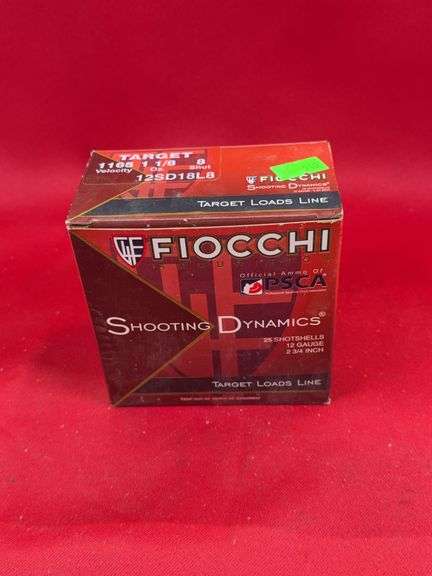 TARGET
1165 1 1/8 8
Velocity Oz. Shot
12SD18L8
FIOCCHI
SHOOTING DYNAMICS
TARGET LOADS LINE
FIOCCHI
Official Ammo Of
PSCA
SHOOTING DYNAMICS®
25 SHOTSHELLS
12 GAUGE
2 3/4 INCH
TARGET LOADS LINE